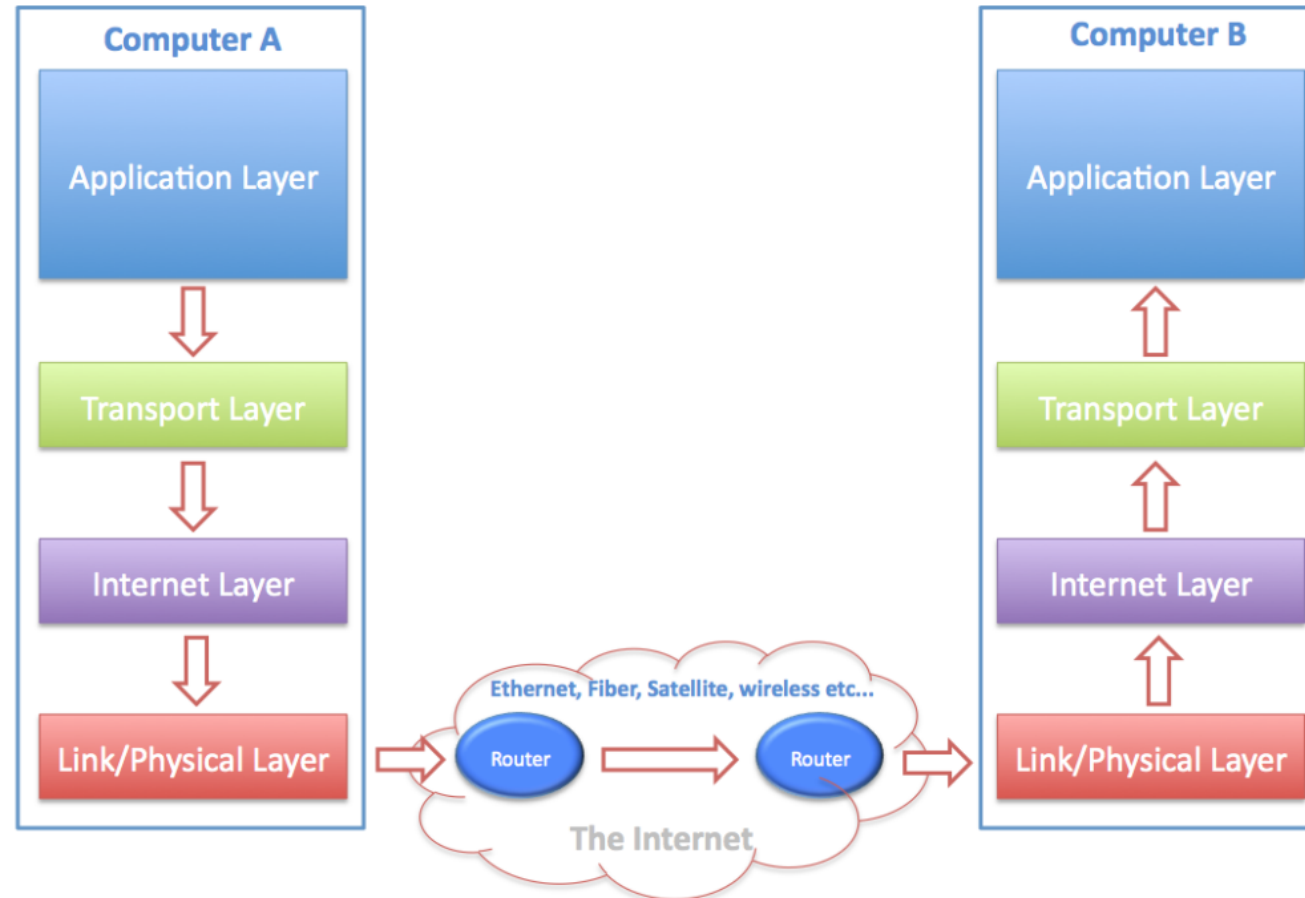 Computer A
Application Layer
Transport Layer
Internet Layer
Link/Physical Layer
Ethernet, Fiber, Satellite, wireless etc...
Router
Router
The Internet
Computer B
Application Layer
Transport Layer
Internet Layer
Link/Physical Layer